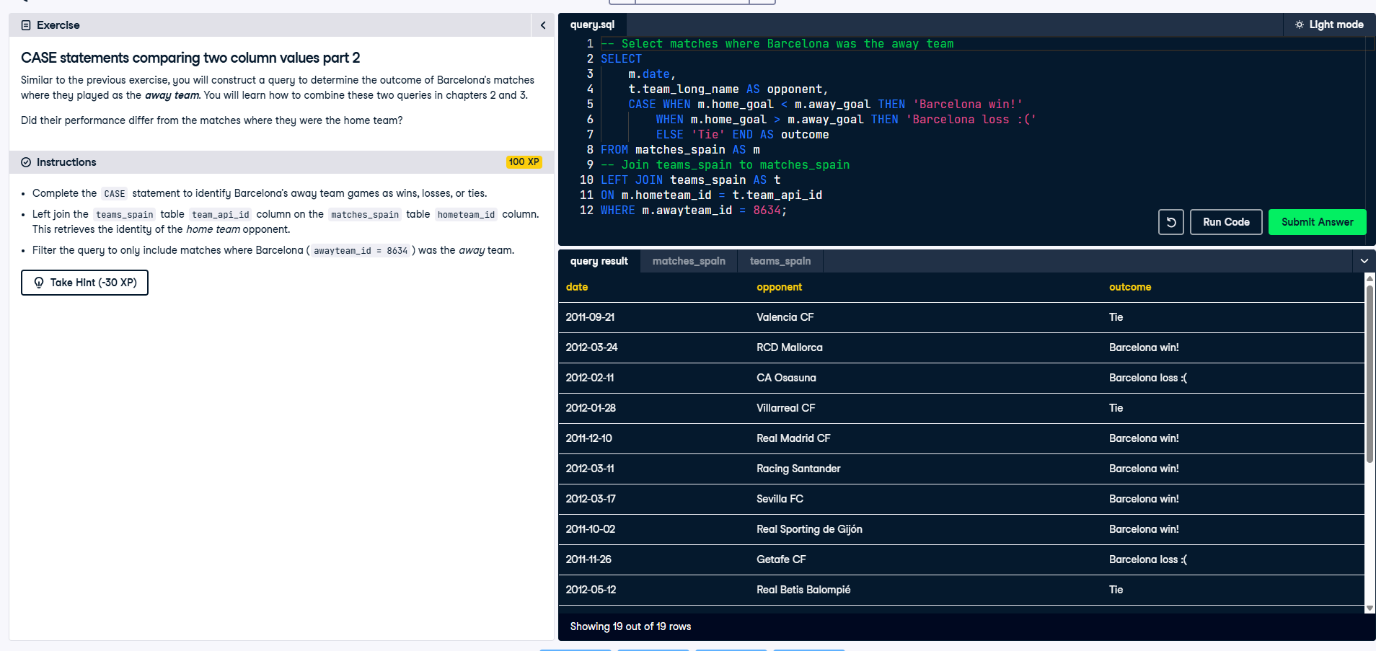 Exercise
CASE statements comparing two column values part 2
Similar to the previous exercise, you will construct a query to determine the outcome of Barcelona's matches
where they played as the away team. You will learn how to combine these two queries in chapters 2 and 3.
Did their performance differ from the matches where they were the home team?
Instructions
100 XP
• Complete the CASE statement to identify Barcelona's away team games as wins, losses, or ties.
• Left join the teams_spain table team_api_id column on the matches_spain table hometeam_id column.
This retrieves the identity of the home team opponent.
• Filter the query to only include matches where Barcelona ( awayteam_id = 8634 ) was the away team.
Take Hint (-30 XP)
query.sql
Light mode
1 -- Select matches where Barcelona was the away team
2 SELECT
3 m.date,
4 t.team_long_name AS opponent,
5 CASE WHEN m.home_goal < m.away_goal THEN 'Barcelona win!'
6 WHEN m.home_goal > m.away_goal THEN 'Barcelona loss :('
7 ELSE 'Tie' END AS outcome
8 FROM matches_spain AS m
9 -- Join teams_spain to matches_spain
10 LEFT JOIN teams_spain AS t
11 ON m.hometeam_id = t.team_api_id
12 WHERE m.awayteam_id = 8634;
Run Code
Submit Answer
query result matches_spain teams_spain
date opponent outcome
2011-09-21 Valencia CF Tie
2012-03-24 RCD Mallorca Barcelona win!
2012-02-11 CA Osasuna Barcelona loss :(
2012-01-28 Villarreal CF Tie
2011-12-10 Real Madrid CF Barcelona win!
2012-03-11 Racing Santander Barcelona win!
2012-03-17 Sevilla FC Barcelona win!
2011-10-02 Real Sporting de Gijón Barcelona win!
2011-11-26 Getafe CF Barcelona loss :(
2012-05-12 Real Betis Balompié Tie
Showing 19 out of 19 rows